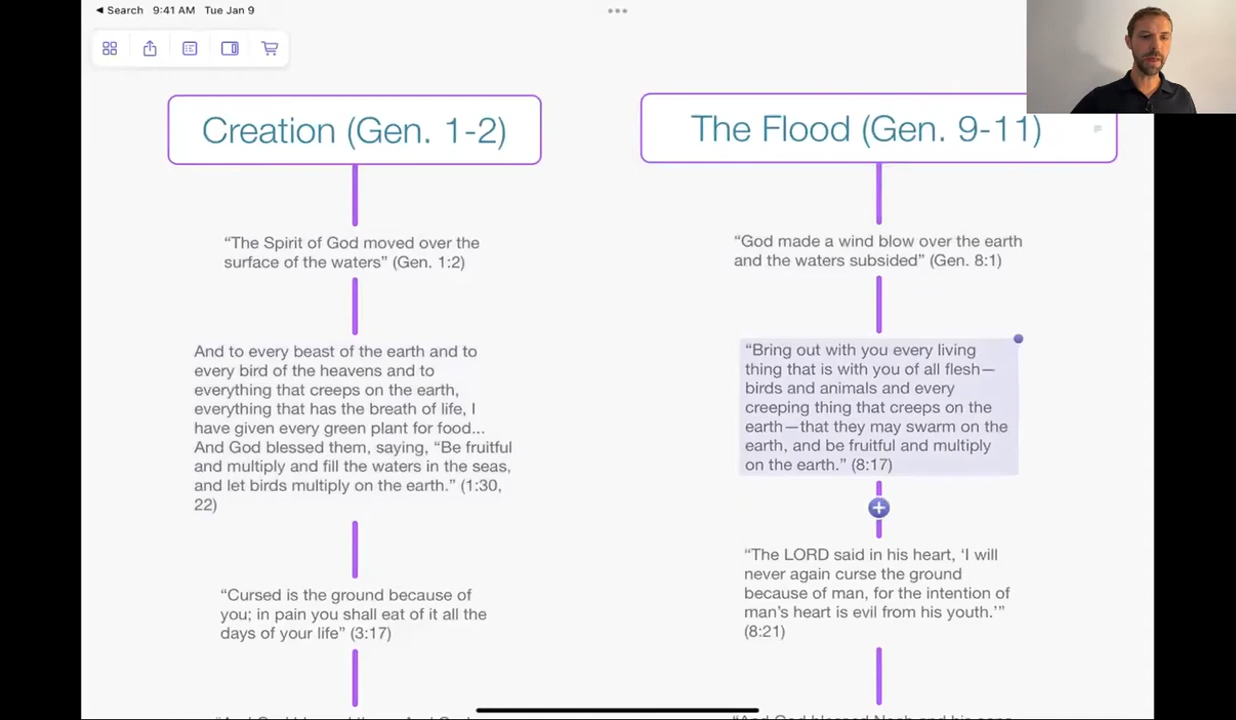 Search 9:41 AM Tue Jan 9
Creation (Gen. 1-2)
“The Spirit of God moved over the
surface of the waters” (Gen. 1:2)
And to every beast of the earth and to
every bird of the heavens and to
everything that creeps on the earth,
everything that has the breath of life, I
have given every green plant for food...
And God blessed them, saying, “Be fruitful
and multiply and fill the waters in the seas,
and let birds multiply on the earth.” (1:30,
22)
“Cursed is the ground because of
you; in pain you shall eat of it all the
days of your life” (3:17)
The Flood (Gen. 9-11)
“God made a wind blow over the earth
and the waters subsided” (Gen. 8:1)
“Bring out with you every living
thing that is with you of all flesh—
birds and animals and every
creeping thing that creeps on the
earth—that they may swarm on the
earth, and be fruitful and multiply
on the earth.” (8:17)
“The LORD said in his heart, ‘I will
never again curse the ground
because of man, for the intention of
man’s heart is evil from his youth.’”
(8:21)